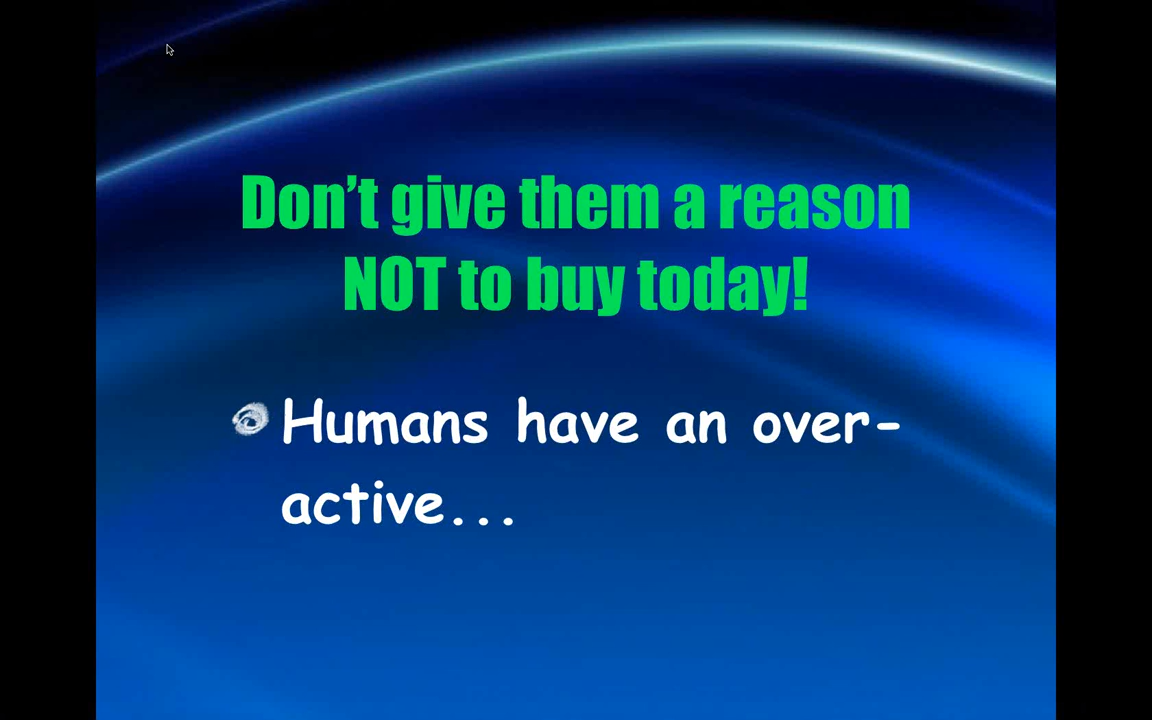 Don’t give them a reason
NOT to buy today!
Humans have an over-
active...